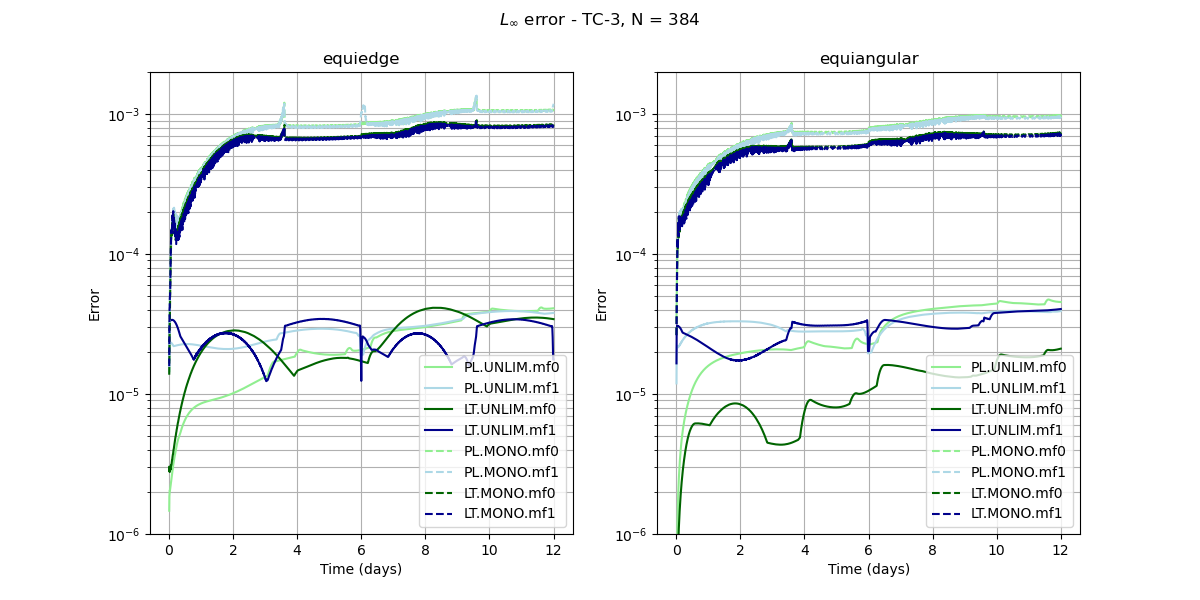 L∞ error - TC-3, N = 384
equiedge
10⁻³
10⁻⁴
10⁻⁵
10⁻⁶
Error
0 2 4 6 8 10 12
Time (days)
PL.UNLIM.mf0
PL.UNLIM.mf1
LT.UNLIM.mf0
LT.UNLIM.mf1
PL.MONO.mf0
PL.MONO.mf1
LT.MONO.mf0
LT.MONO.mf1
equiangular
10⁻³
10⁻⁴
10⁻⁵
10⁻⁶
Error
0 2 4 6 8 10 12
Time (days)
PL.UNLIM.mf0
PL.UNLIM.mf1
LT.UNLIM.mf0
LT.UNLIM.mf1
PL.MONO.mf0
PL.MONO.mf1
LT.MONO.mf0
LT.MONO.mf1